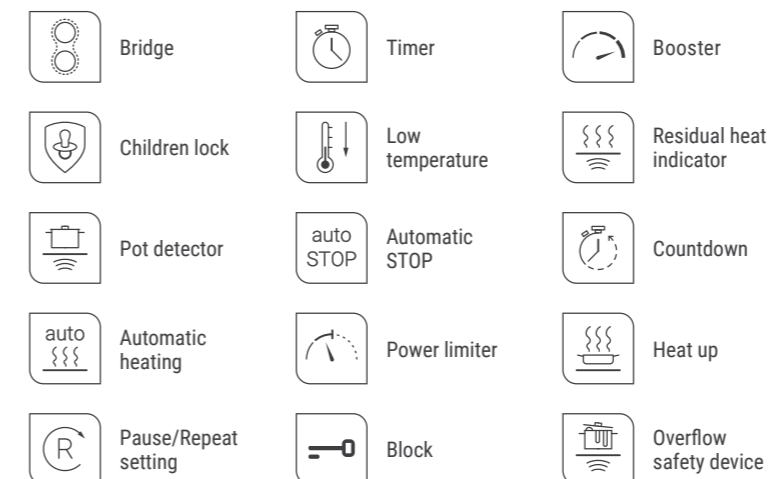 Bridge
Timer
Booster
Children lock
Low
temperature
Residual heat
indicator
Pot detector
auto
STOP
Automatic
STOP
Countdown
auto
Automatic
heating
Power limiter
Heat up
R
Pause/Repeat
setting
Block
Overflow
safety device